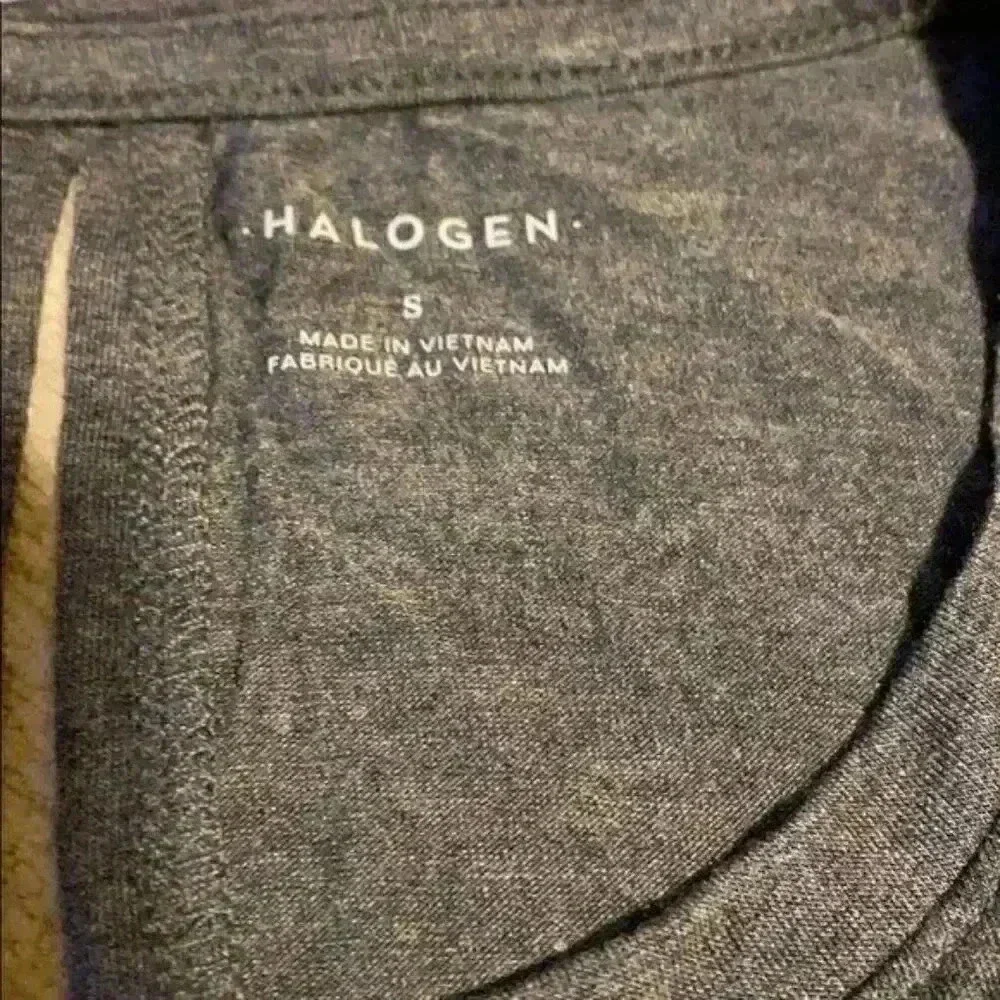 ·HALOGEN·
S
MADE IN VIETNAM
FABRIQUÉ AU VIETNAM